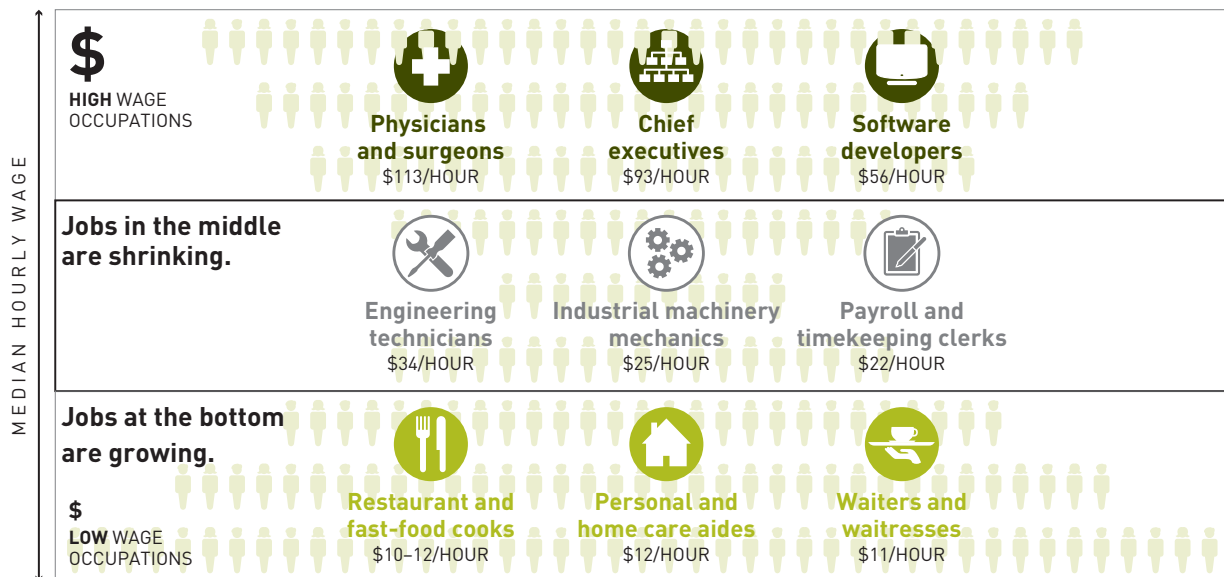 MEDIAN HOURLY WAGE
$
HIGH WAGE
OCCUPATIONS
Physicians
and surgeons
$113/HOUR
Chief
executives
$93/HOUR
Software
developers
$56/HOUR
Jobs in the middle
are shrinking.
Engineering
technicians
$34/HOUR
Industrial machinery
mechanics
$25/HOUR
Payroll and
timekeeping clerks
$22/HOUR
Jobs at the bottom
are growing.
Restaurant and
fast-food cooks
$10–12/HOUR
Personal and
home care aides
$12/HOUR
Waiters and
waitresses
$11/HOUR
$
LOW WAGE
OCCUPATIONS